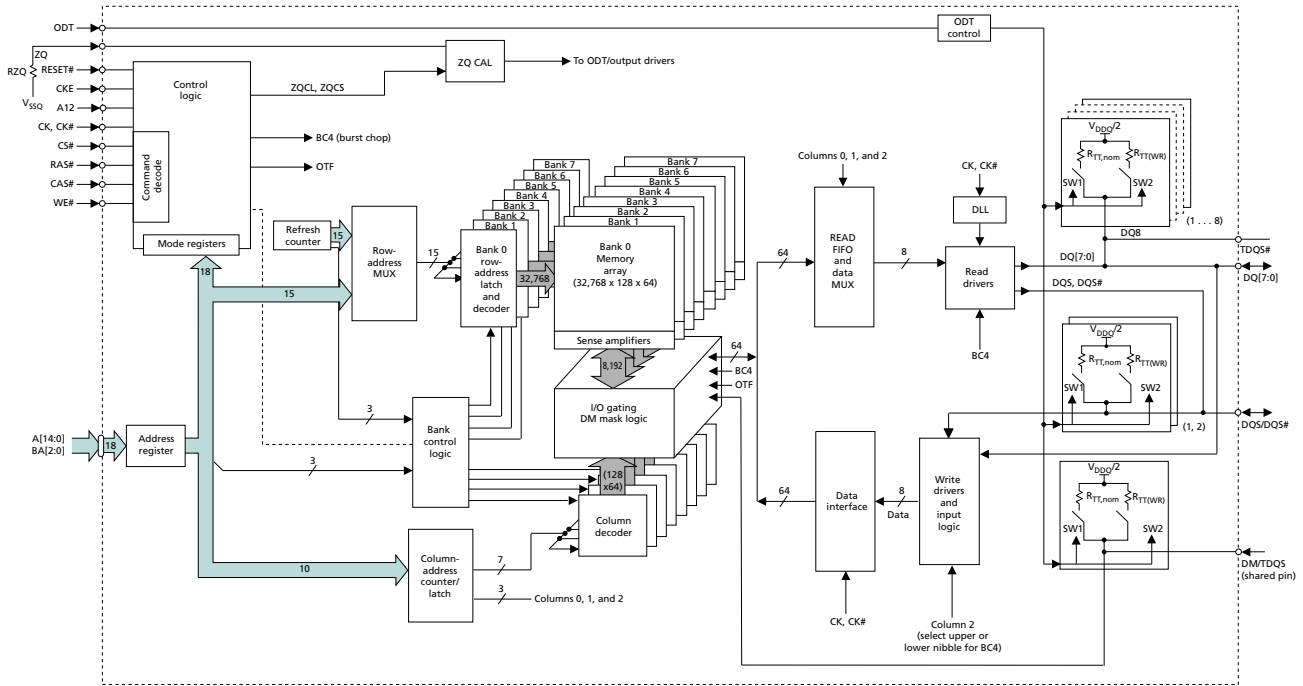 ODT
ODT
control
ZQ
RZQ
VSSQ
RESET#
CKE
A12
CK, CK#
CS#
RAS#
CAS#
WE#
Control
logic
Command
decode
Mode registers
ZQCL, ZQCS
ZQ CAL
To ODT/output drivers
BC4 (burst chop)
OTF
Refresh
counter
15
Row-
address
MUX
15
18
15
Bank 7
Bank 6
Bank 5
Bank 4
Bank 3
Bank 2
Bank 1
Bank 0
row-
address
latch
and
decoder
32,768
Bank 7
Bank 6
Bank 5
Bank 4
Bank 3
Bank 2
Bank 1
Bank 0
Memory
array
(32,768 x 128 x 64)
Sense amplifiers
8,192
64
BC4
OTF
I/O gating
DM mask logic
(128
x64)
Column
decoder
3
Bank
control
logic
3
A[14:0]
BA[2:0]
18
Address
register
10
Column-
address
counter/
latch
7
3
Columns 0, 1, and 2
Columns 0, 1, and 2
64
READ
FIFO
and
data
MUX
8
CK, CK#
DLL
Read
drivers
BC4
DQ8
DQ[7:0]
DQS, DQS#
64
Data
interface
8
Data
CK, CK#
Write
drivers
and
input
logic
Column 2
(select upper or
lower nibble for BC4)
VDDQ/2
RTT,nom
RTT(WR)
SW1
SW2
(1 . . . 8)
TDQS#
DQ[7:0]
VDDQ/2
RTT,nom
RTT(WR)
SW1
SW2
(1, 2)
DQS/DQS#
VDDQ/2
RTT,nom
RTT(WR)
SW1
SW2
DM/TDQS
(shared pin)